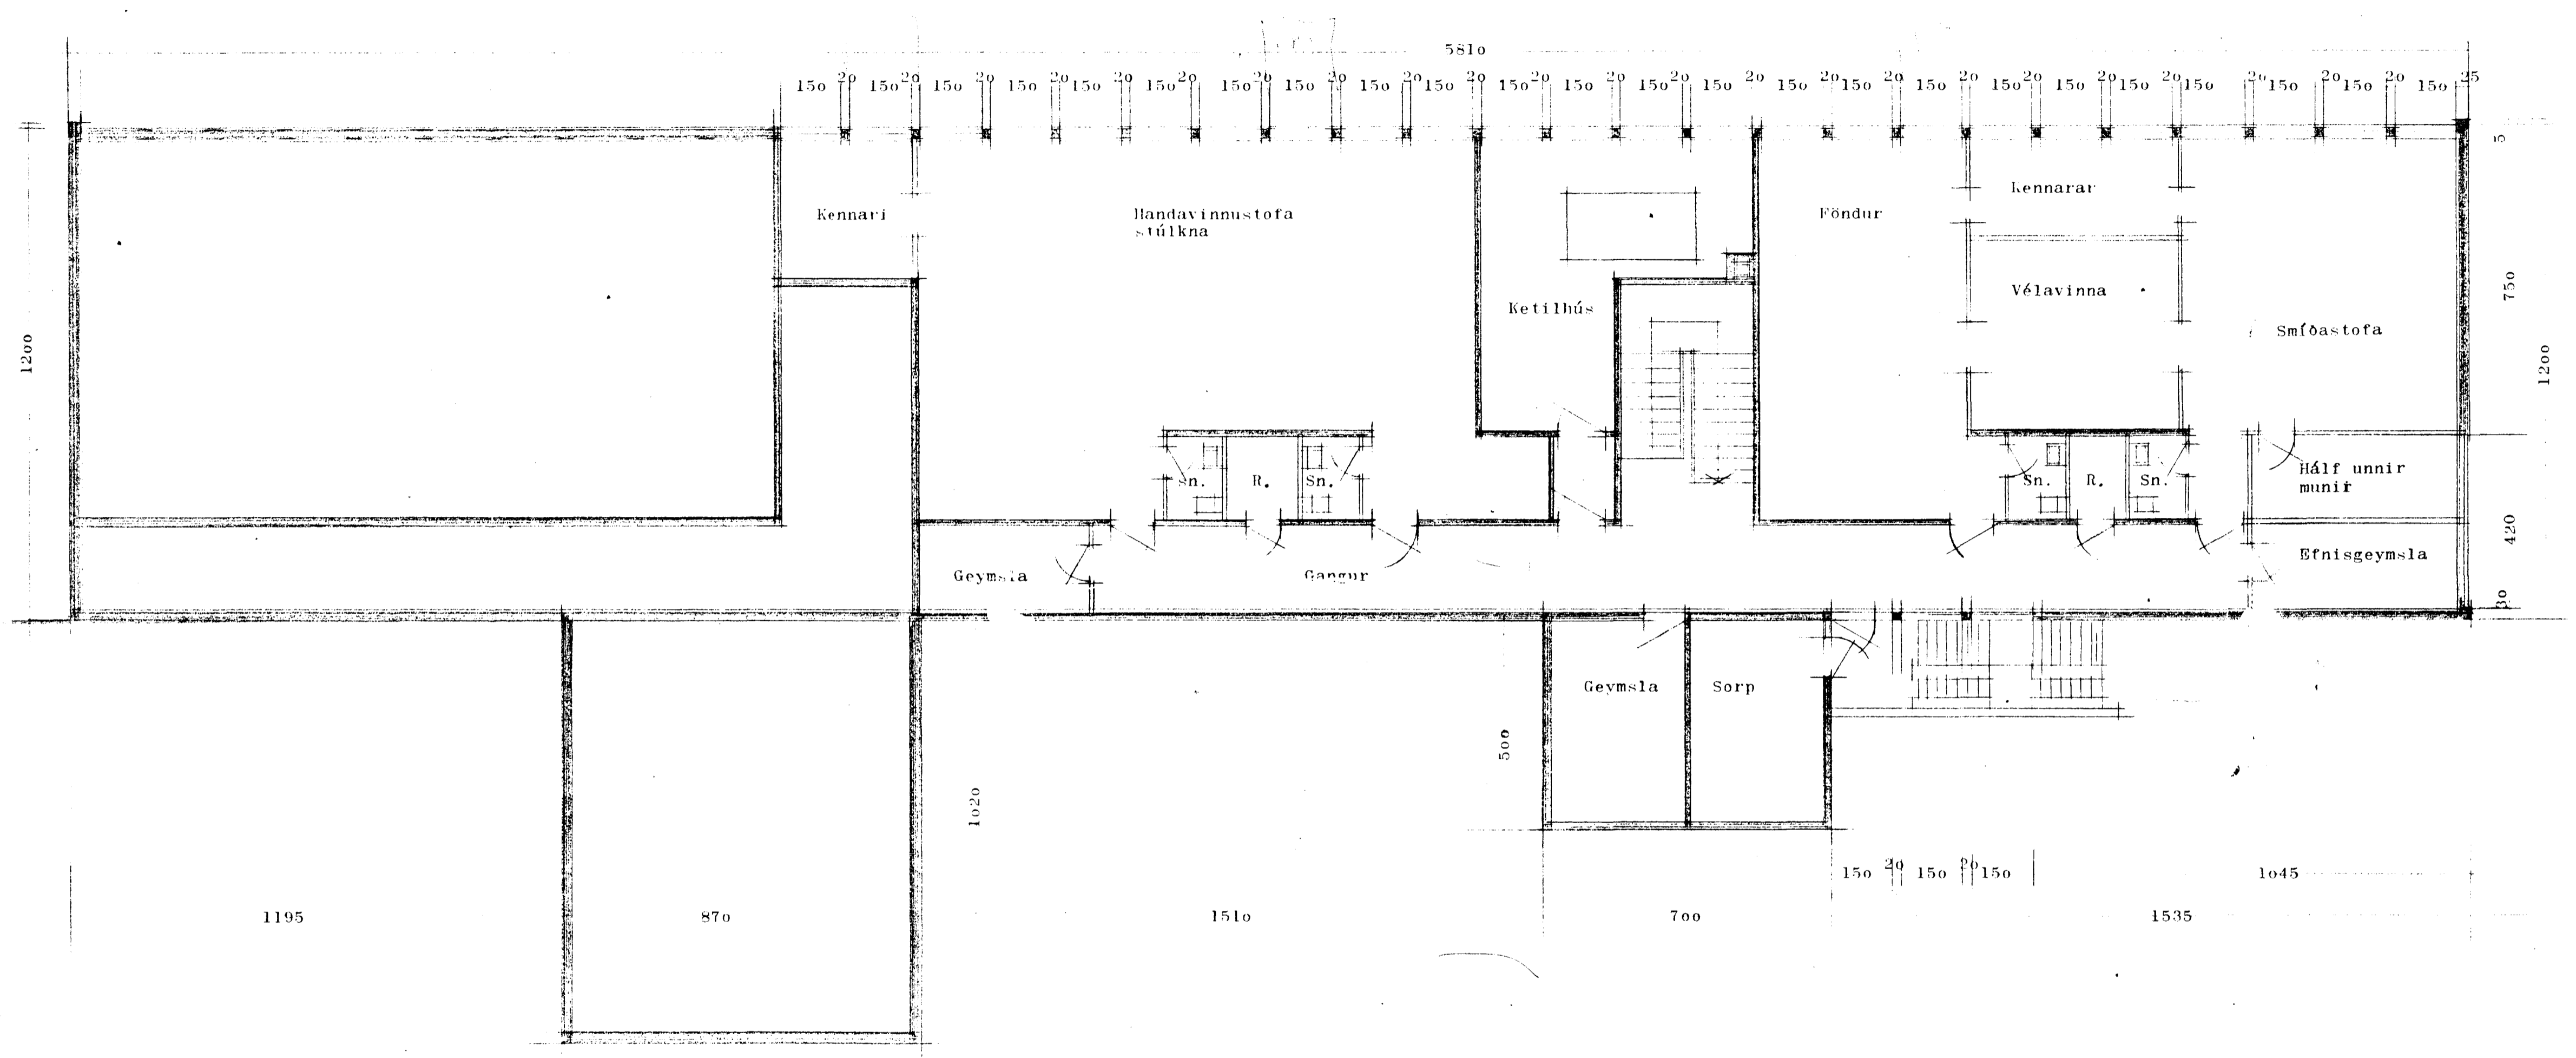 5810
150 20 150 20 150 20 150 20 150 20 150 20 150 20 150 20 150 20 150 20 150 20 150 20 150 20 150 20 150 20 150 20 150 20 150 20 150 20 150 20 150 20 150 20 150 20 150 25
Kennari
Handavinnustofa
stúlkna
Ketilhús
Föndur
Kennarar
Vélavinna
Smíðastofa
Sn.
R.
Sn.
Sn.
R.
Sn.
Hálf unnir
munir
Efnisgeymsla
Geymsla
Gangur
Geymsla
Sorp
1200
5
750
1200
420
30
500
1020
150 20 150 20 150
1045
1195
870
1510
700
1535